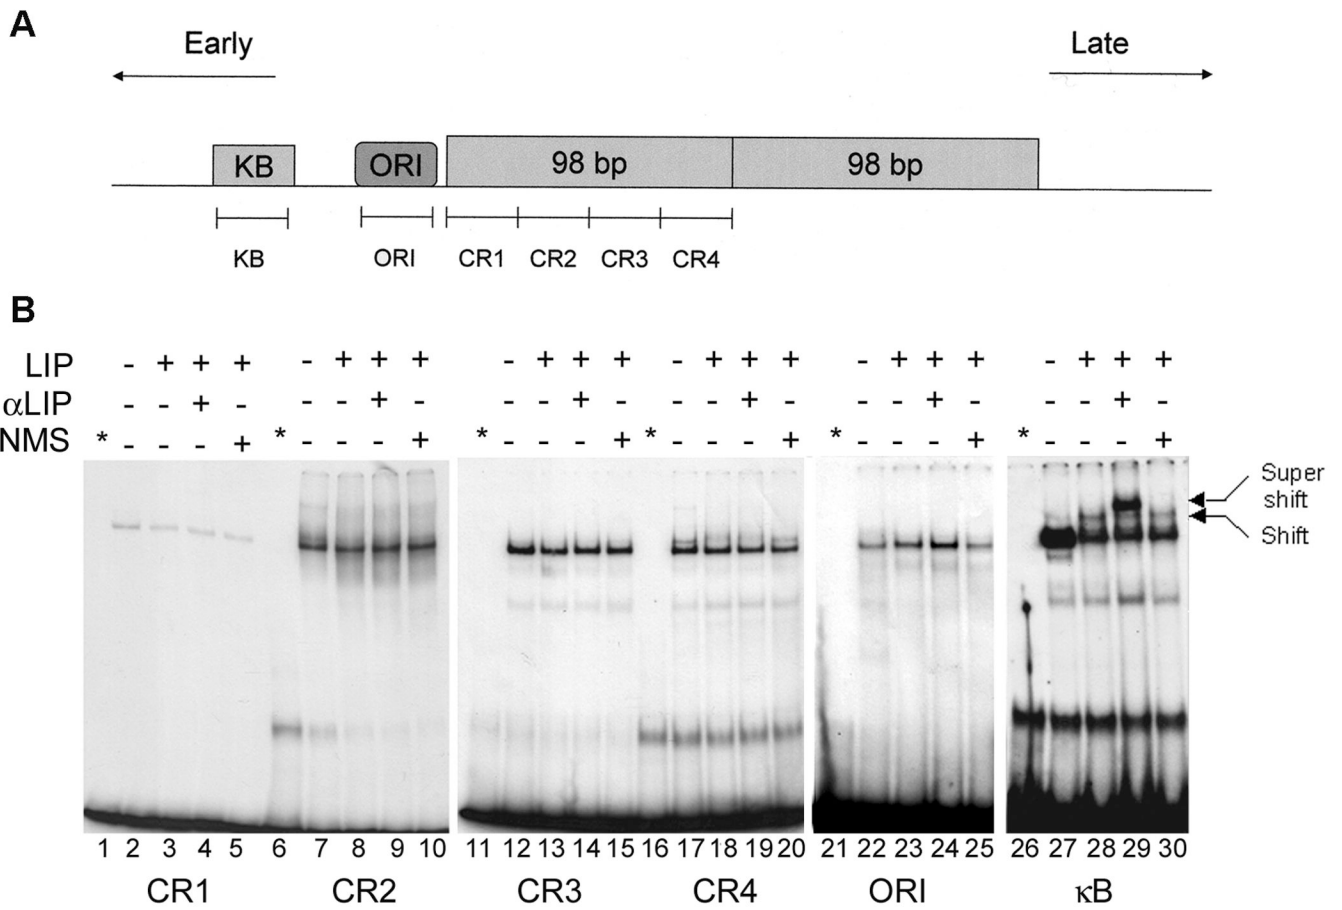 A
Early Late
KB ORI 98 bp 98 bp
KB ORI CR1 CR2 CR3 CR4
B
LIP - + + + - + + + - + + + - + + + - + + + - + + +
αLIP - - + - - - + - - - + - - - + - - - + - - - + -
NMS * - - - + * - - - + * - - - + * - - - + * - - - + * - - - +
Super
shift
Shift
1 2 3 4 5 6 7 8 9 10 11 12 13 14 15 16 17 18 19 20 21 22 23 24 25 26 27 28 29 30
CR1 CR2 CR3 CR4 ORI κB